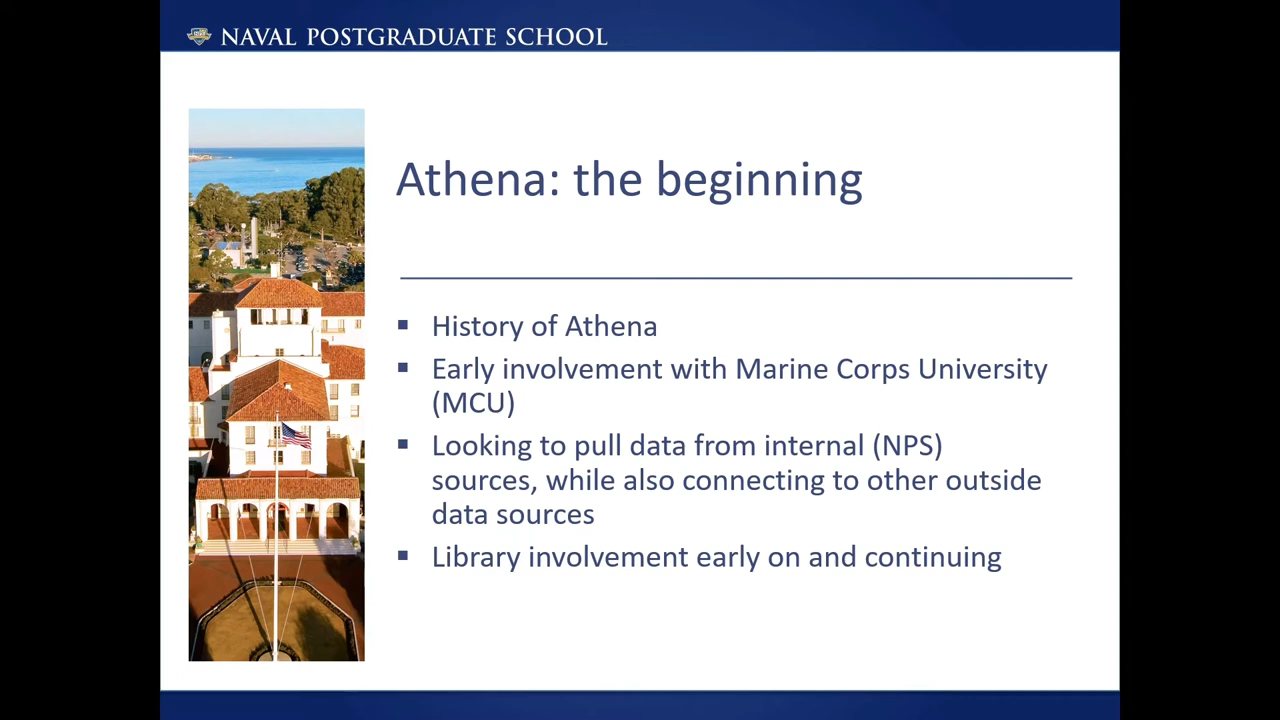 NAVAL POSTGRADUATE SCHOOL
Athena: the beginning
▪ History of Athena
▪ Early involvement with Marine Corps University
(MCU)
▪ Looking to pull data from internal (NPS)
sources, while also connecting to other outside
data sources
▪ Library involvement early on and continuing